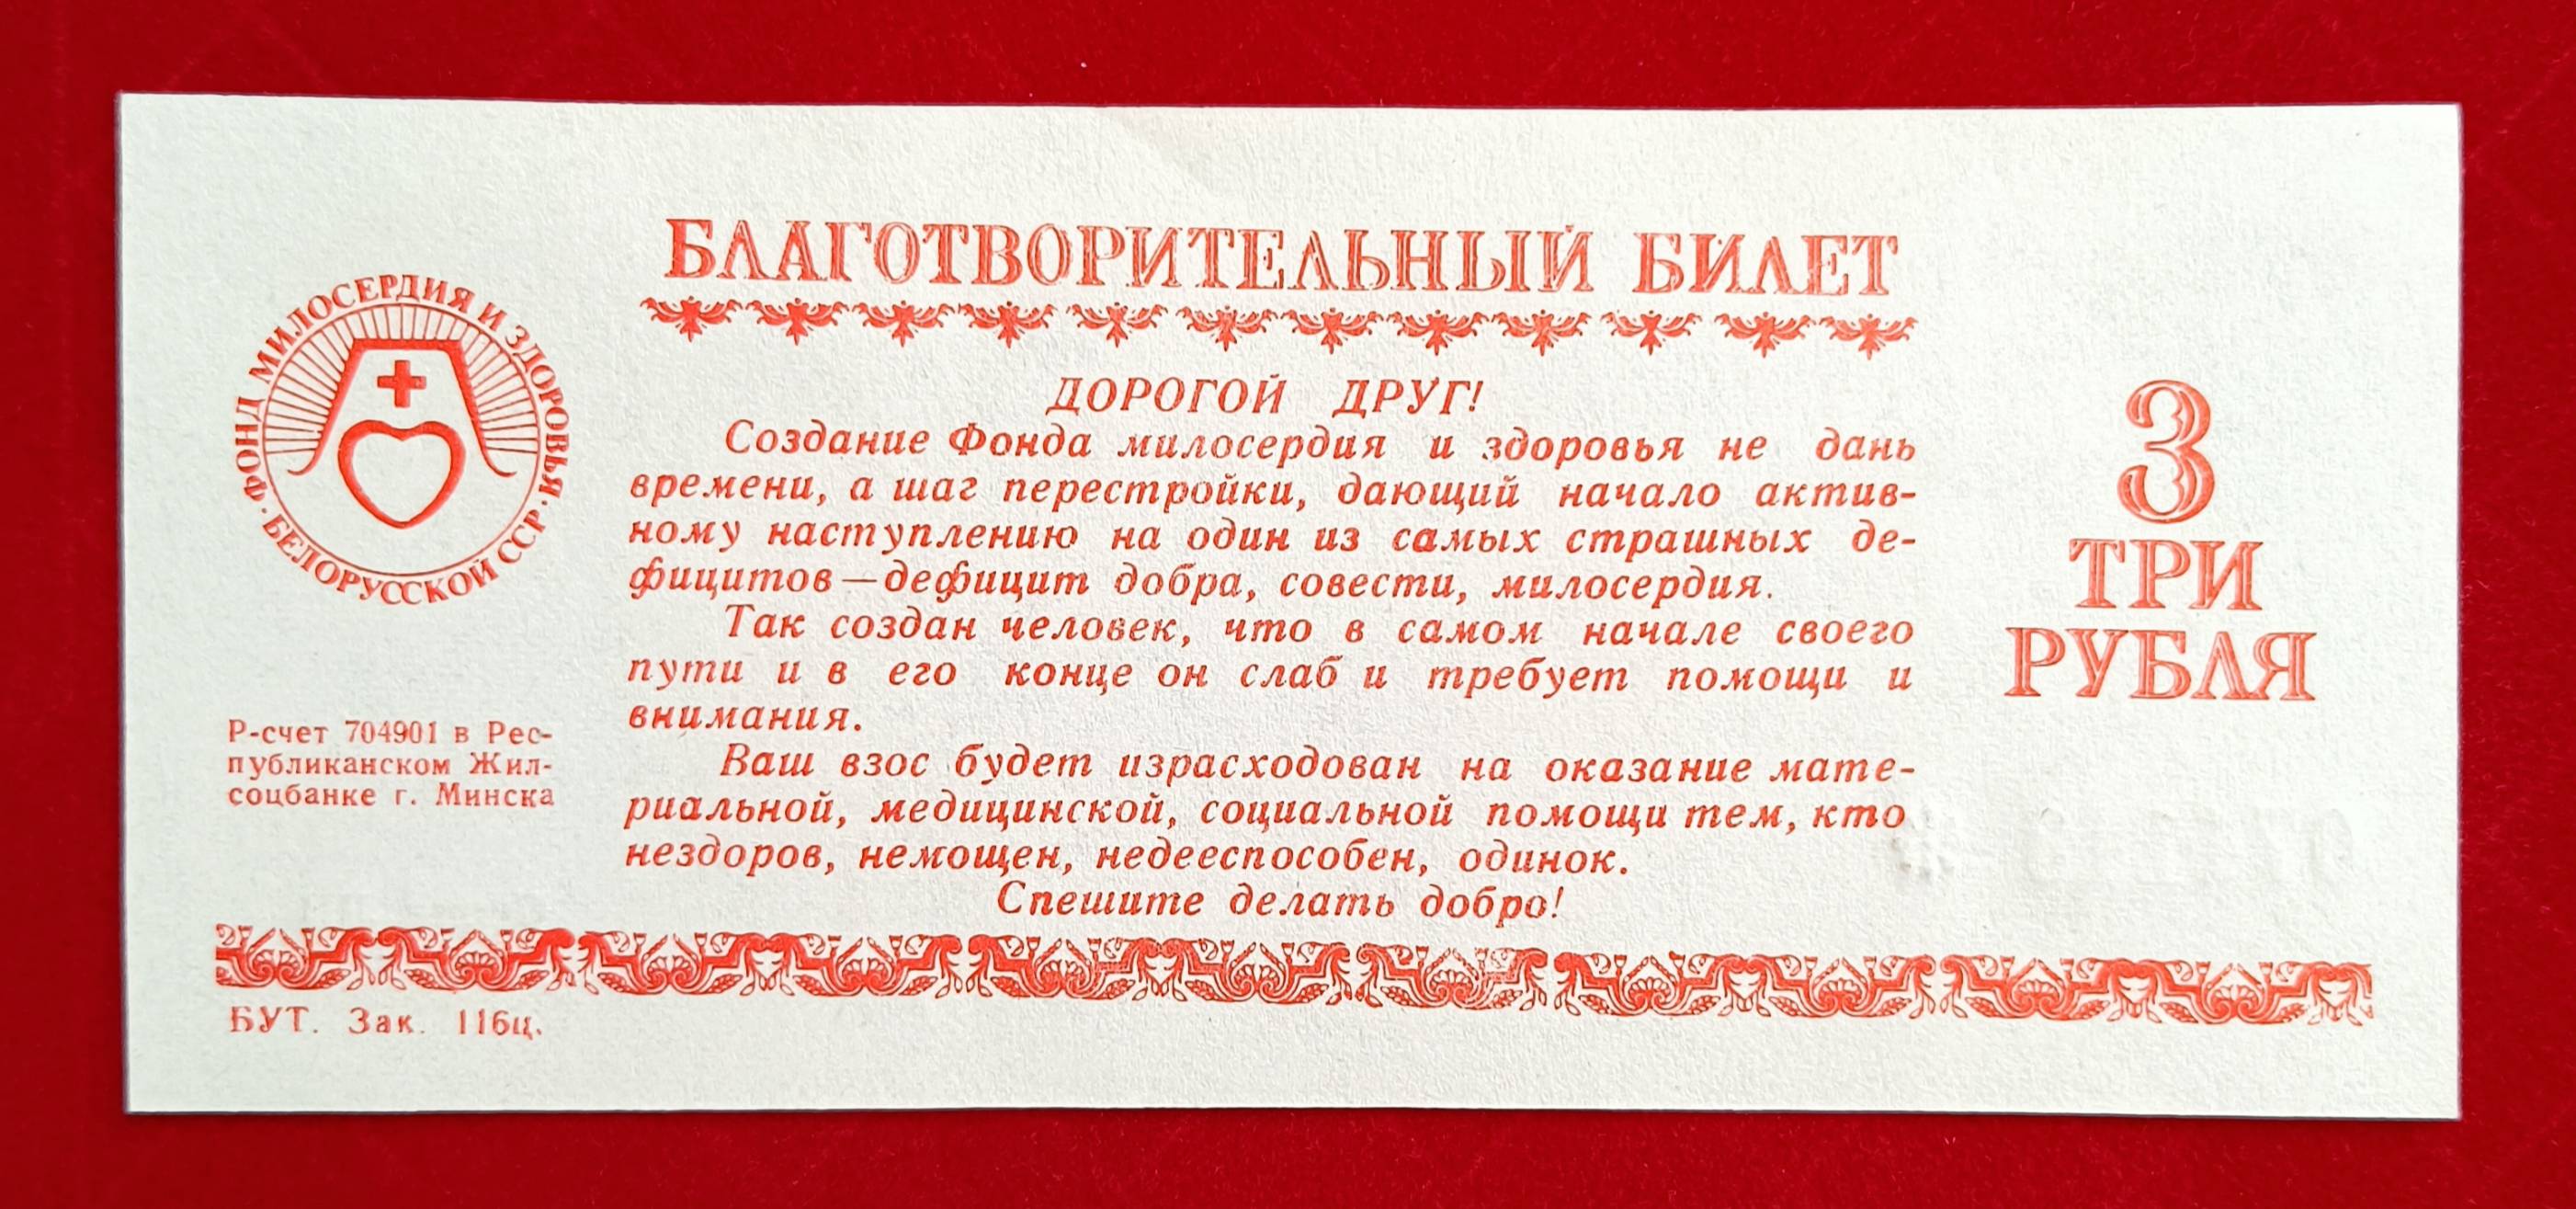 БЛАГОТВОРИТЕЛЬНЫЙ БИЛЕТ
ФОНД МИЛОСЕРДИЯ И ЗДОРОВЬЯ
· БЕЛОРУССКОЙ ССР ·
Р-счет 704901 в Рес-
публиканском Жил-
соцбанке г. Минска
ДОРОГОЙ ДРУГ!
Создание Фонда милосердия и здоровья не дань
времени, а шаг перестройки, дающий начало актив-
ному наступлению на один из самых страшных де-
фицитов—дефицит добра, совести, милосердия.
Так создан человек, что в самом начале своего
пути и в его конце он слаб и требует помощи и
внимания.
Ваш взос будет израсходован на оказание мате-
риальной, медицинской, социальной помощи тем, кто
нездоров, немощен, недееспособен, одинок.
Спешите делать добро!
3
ТРИ
РУБЛЯ
БУТ. Зак. 116ц.